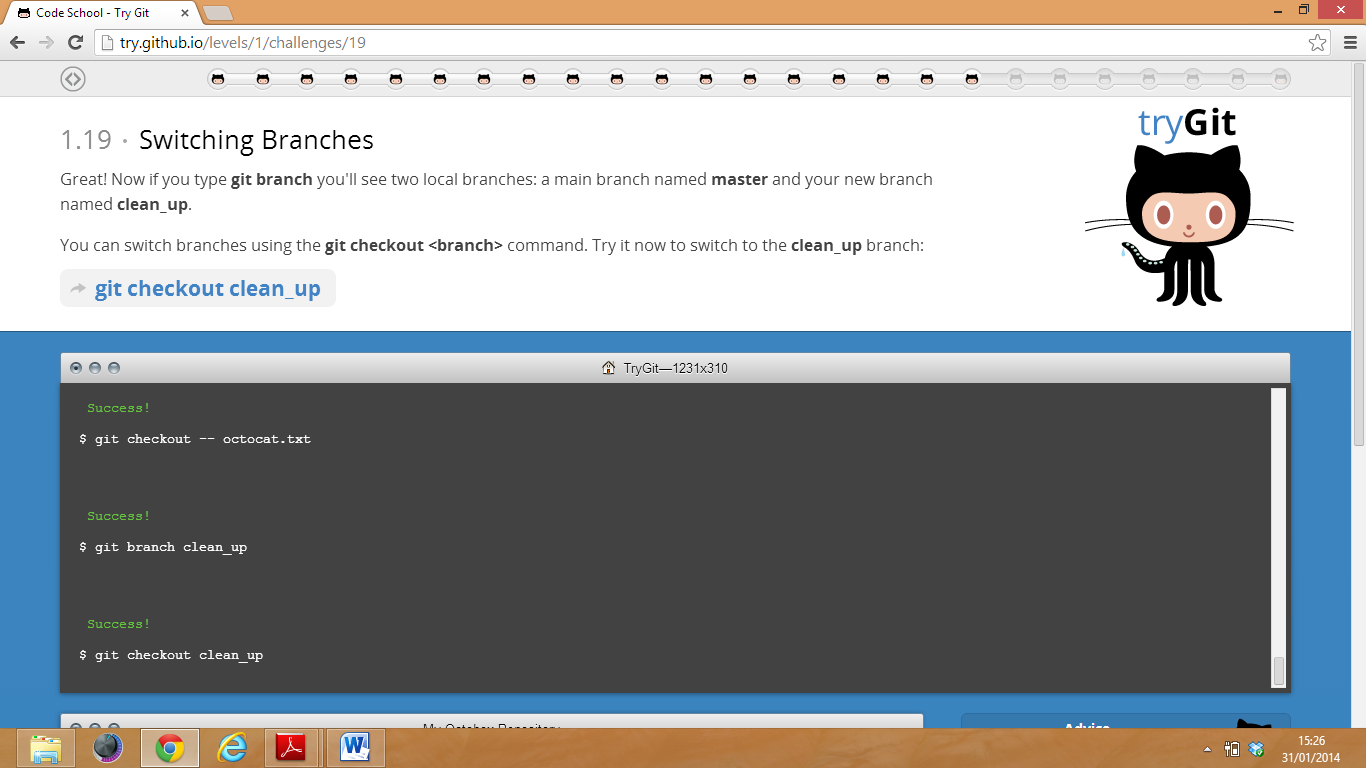 Code School - Try Git
try.github.io/levels/1/challenges/19
1.19 · Switching Branches
tryGit
Great! Now if you type git branch you'll see two local branches: a main branch named master and your new branch
named clean_up.
You can switch branches using the git checkout <branch> command. Try it now to switch to the clean_up branch:
git checkout clean_up
TryGit—1231x310
Success!
$ git checkout -- octocat.txt
Success!
$ git branch clean_up
Success!
$ git checkout clean_up
My Octobox Repository
Advice
15:26
31/01/2014